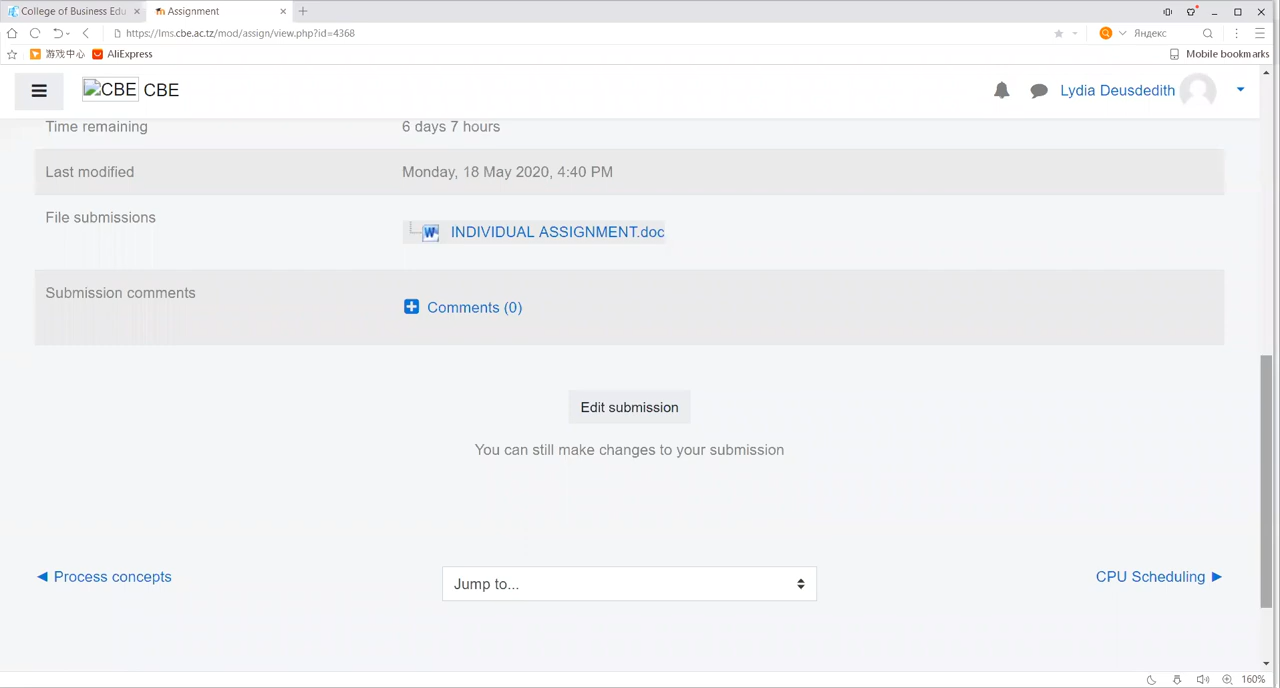 College of Business Edu
Assignment
https://lms.cbe.ac.tz/mod/assign/view.php?id=4368
Яндекс
游戏中心
AliExpress
Mobile bookmarks
CBE CBE
Lydia Deusdedith
Time remaining 6 days 7 hours
Last modified Monday, 18 May 2020, 4:40 PM
File submissions
INDIVIDUAL ASSIGNMENT.doc
Submission comments
Comments (0)
Edit submission
You can still make changes to your submission
◄ Process concepts
Jump to...
CPU Scheduling ►
160%